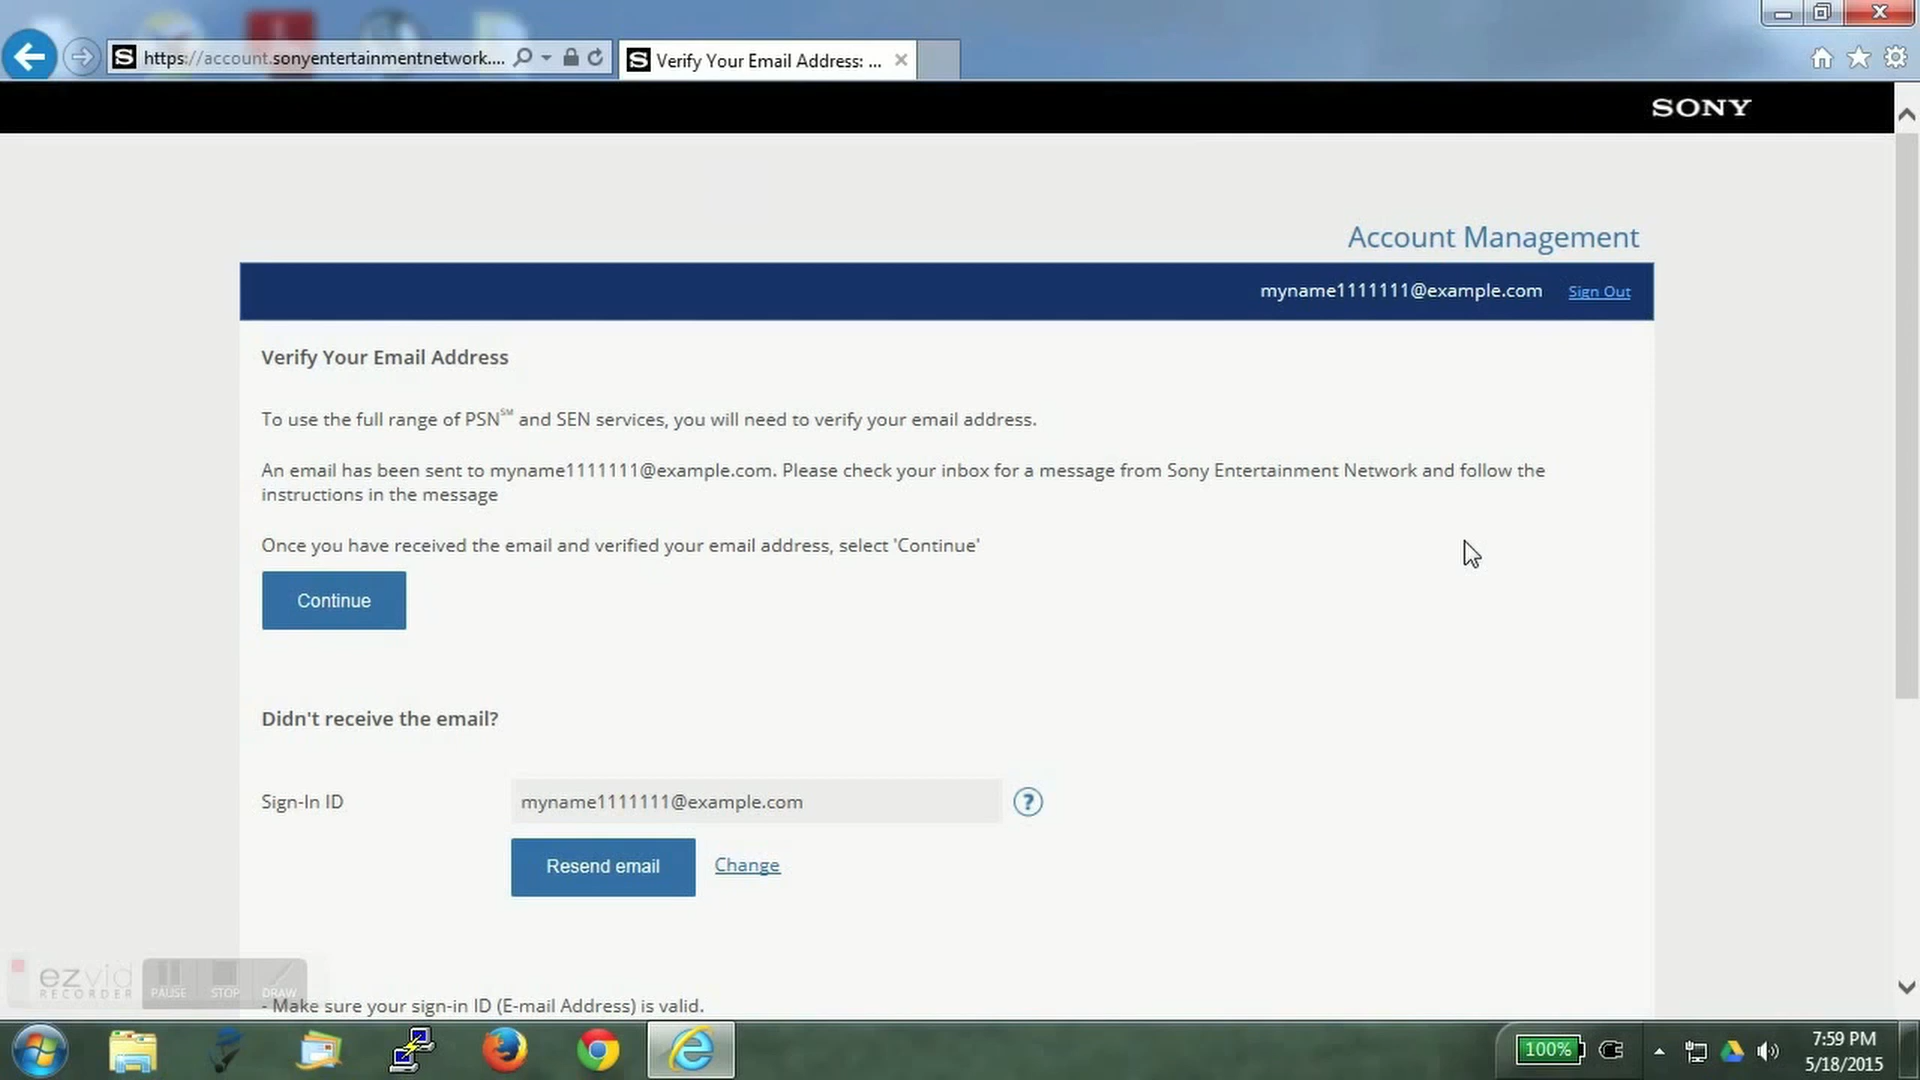 https://account.sonyentertainmentnetwork....
Verify Your Email Address: ...
SONY
Account Management
myname1111111@example.com Sign Out
Verify Your Email Address
To use the full range of PSN℠ and SEN services, you will need to verify your email address.
An email has been sent to myname1111111@example.com. Please check your inbox for a message from Sony Entertainment Network and follow the
instructions in the message
Once you have received the email and verified your email address, select 'Continue'
Continue
Didn't receive the email?
Sign-In ID myname1111111@example.com ?
Resend email Change
ezvid
RECORDER PAUSE STOP DRAW
- Make sure your sign-in ID (E-mail Address) is valid.
100% 7:59 PM
5/18/2015